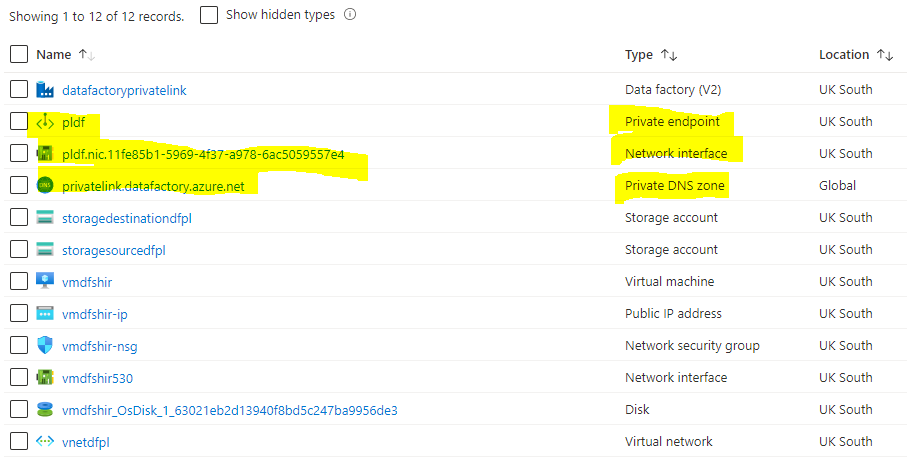 Showing 1 to 12 of 12 records. Show hidden types
Name Type Location
datafactoryprivatelink Data factory (V2) UK South
pldf Private endpoint UK South
pldf.nic.11fe85b1-5969-4f37-a978-6ac5059557e4 Network interface UK South
DNS privatelink.datafactory.azure.net Private DNS zone Global
storagedestinationdfpl Storage account UK South
storagesourcedfpl Storage account UK South
vmdfshir Virtual machine UK South
vmdfshir-ip Public IP address UK South
vmdfshir-nsg Network security group UK South
vmdfshir530 Network interface UK South
vmdfshir_OsDisk_1_63021eb2d13940f8bd5c247ba9956de3 Disk UK South
vnetdfpl Virtual network UK South